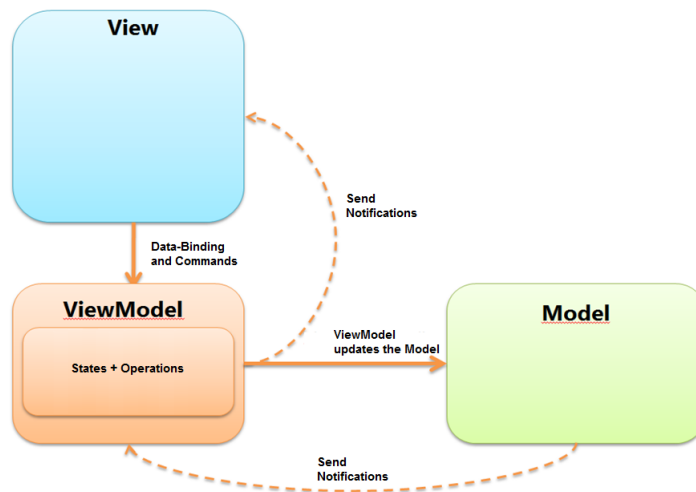 View
Send
Notifications
Data-Binding
and Commands
ViewModel
States + Operations
ViewModel
updates the Model
Model
Send
Notifications